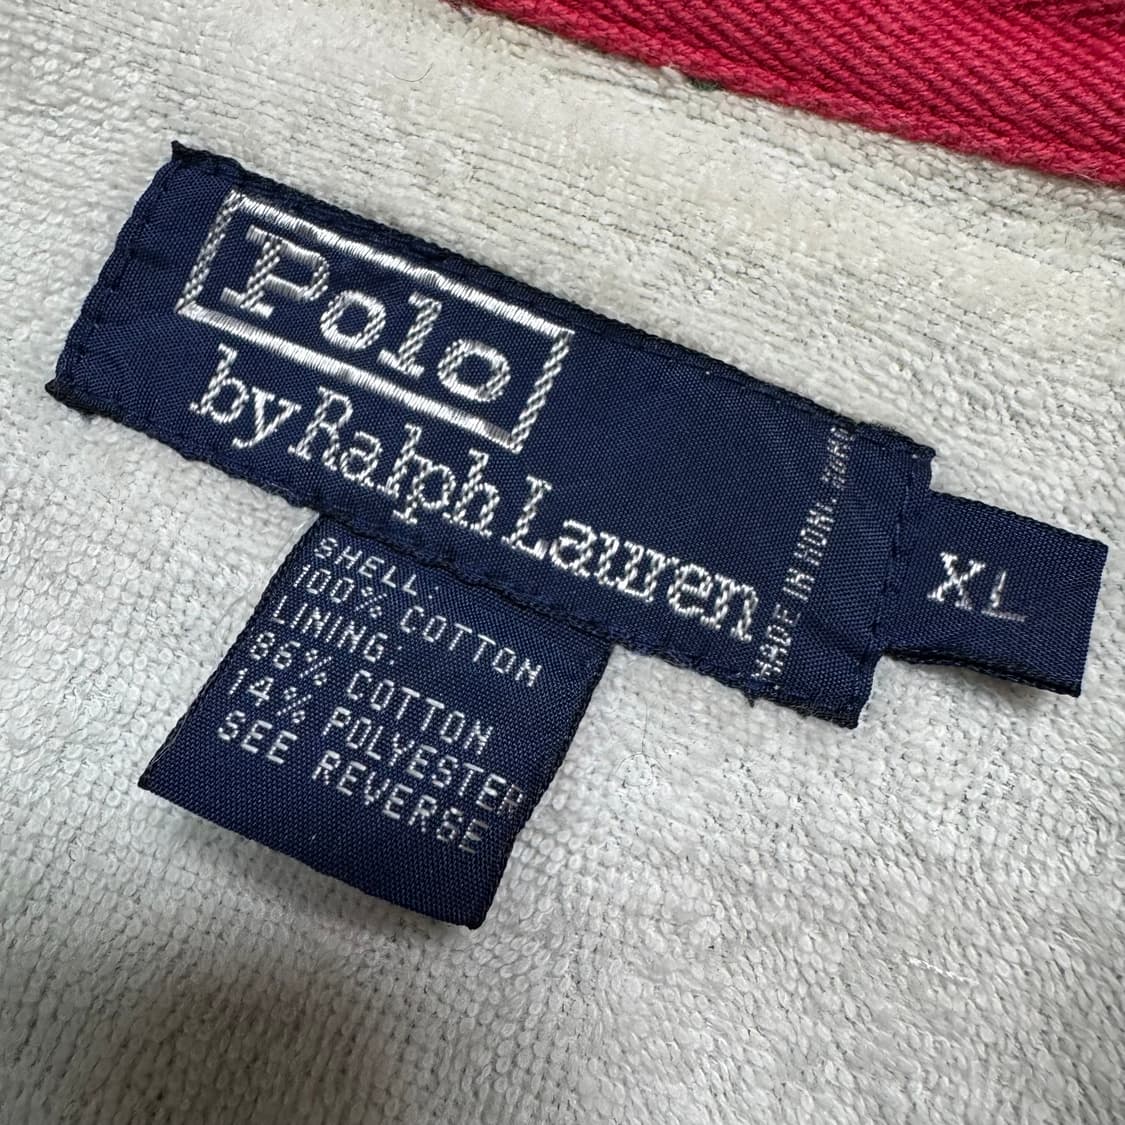 Polo
by Ralph Lauren
MADE IN HONG KONG
XL
SHELL:
100% COTTON
LINING:
86% COTTON
14% POLYESTER
SEE REVERSE